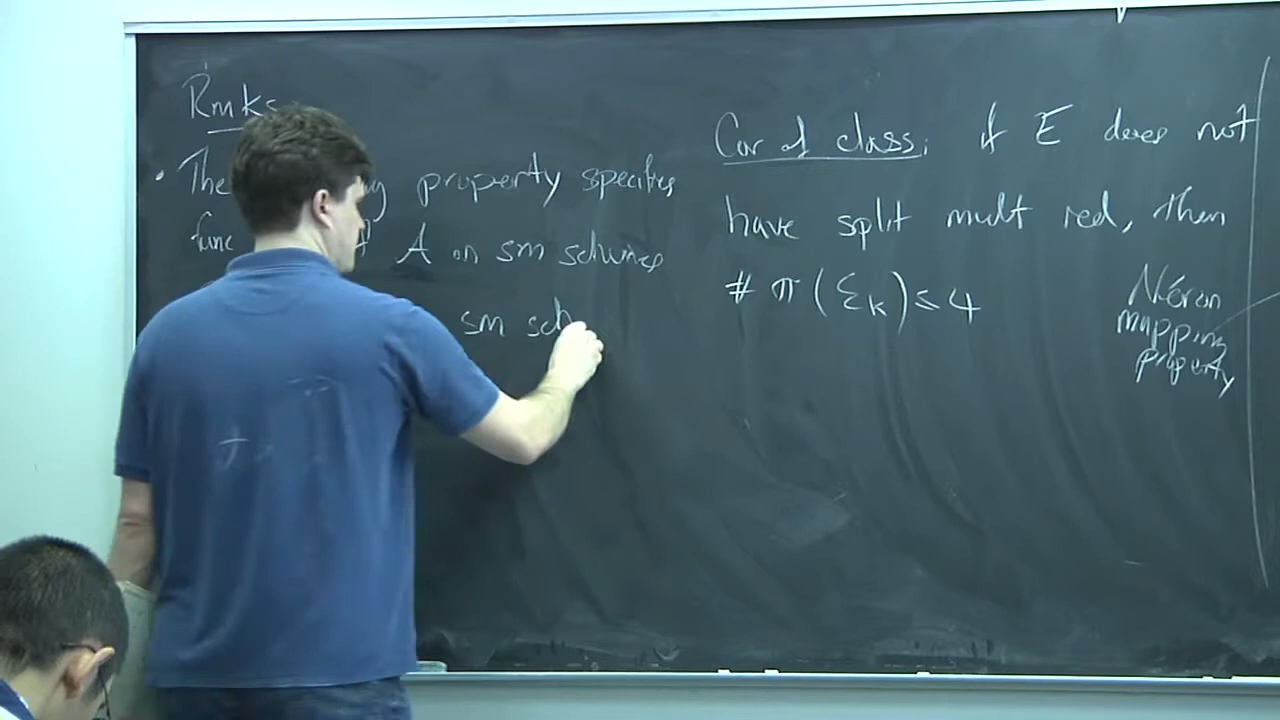 Rmks
• The property specifies
func A on sm schemes
sm sch
Cor of class: if E does not
have split mult red, then
# π(Ɛ_K) ≤ 4
Néron
mapping
property